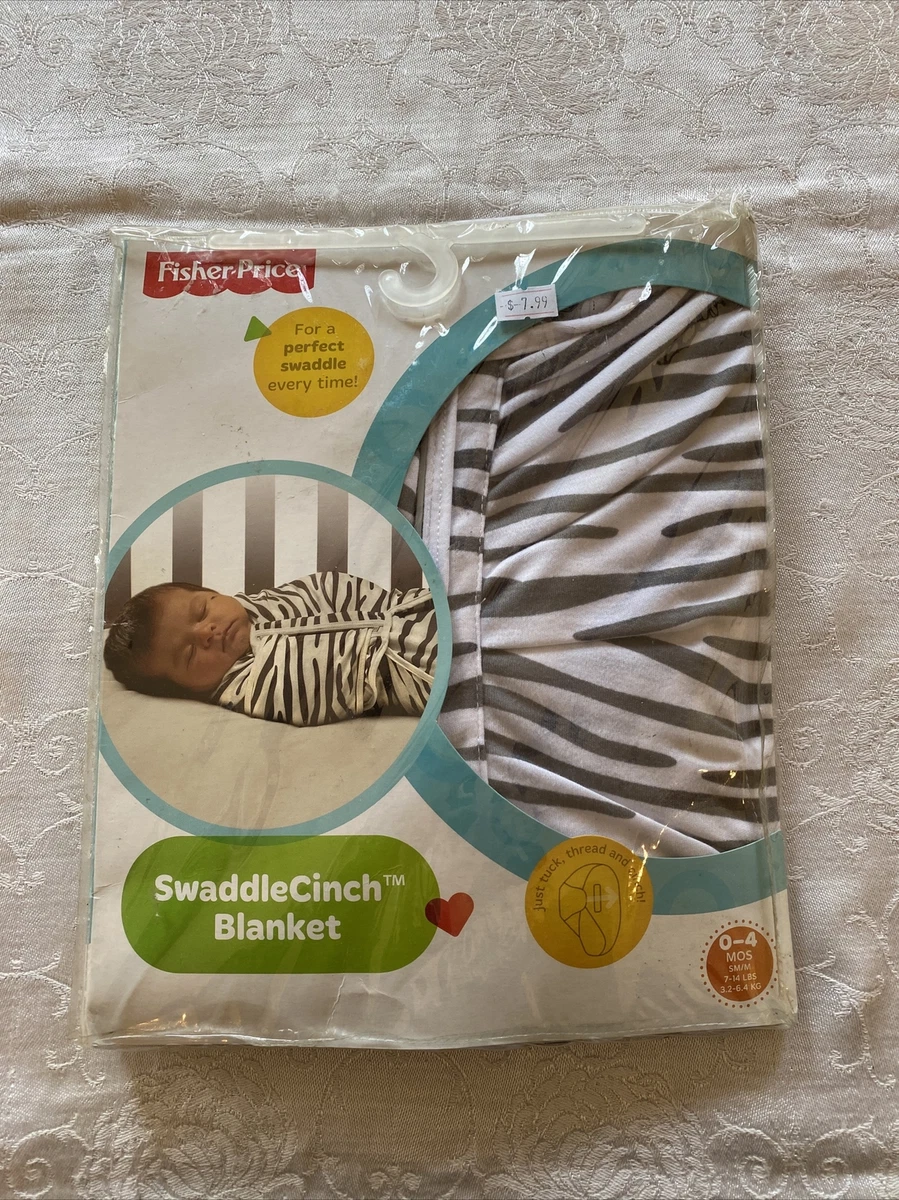 Fisher-Price
$-7.99
For a
perfect
swaddle
every time!
SwaddleCinch™
Blanket
just tuck, thread and
0–4
MOS
SM/M
7-14 LBS
3.2-6.4 KG